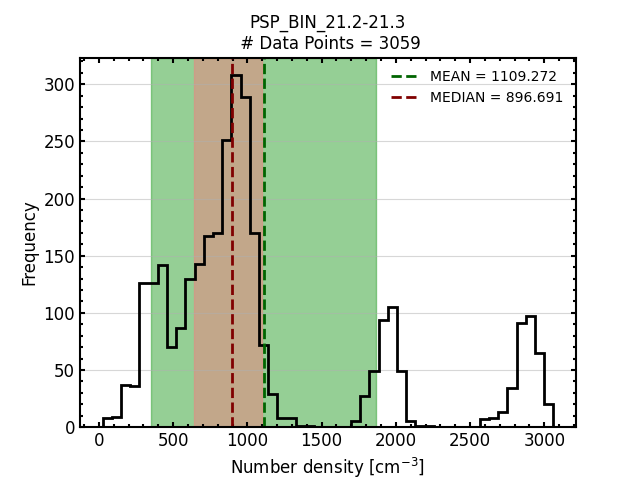 PSP_BIN_21.2-21.3
# Data Points = 3059
MEAN = 1109.272
MEDIAN = 896.691
Frequency
300
250
200
150
100
50
0
0 500 1000 1500 2000 2500 3000
Number density [cm⁻³]